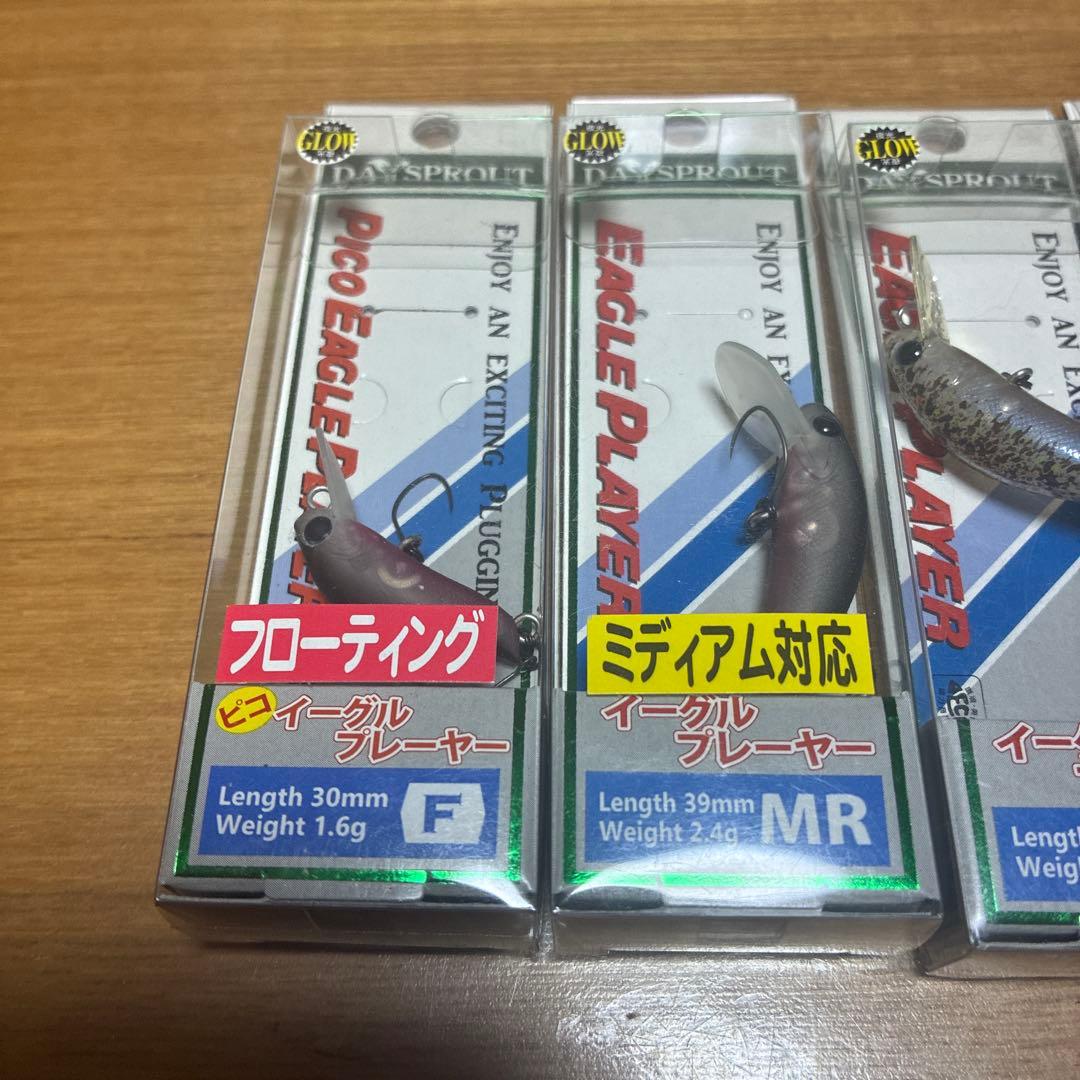 GLOW
DAYSPROUT
PICO EAGLE
ENJOY AN EXCITING
フローティング
ピコ
イーグル
プレーヤー
Length 30mm
Weight 1.6g
F
GLOW
DAYSPROUT
EAGLE PLAYER
ENJOY AN
ミディアム対応
イーグル
プレーヤー
Length 39mm
Weight 2.4g
MR
GLOW
DAYSPROUT
ENJOY AN
Weight